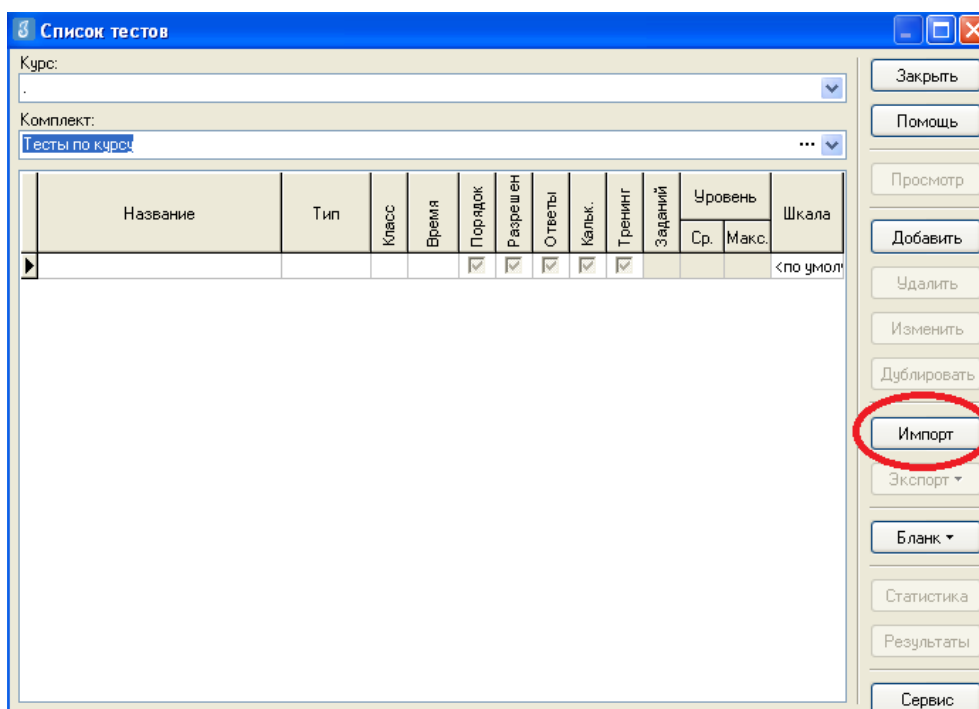 Список тестов
Курс:
.
Комплект:
Тесты по курсу ...
Название Тип Класс Время Порядок Разрешен Ответы Кальк. Тренинг Заданий Уровень Шкала
Ср. Макс.
<по умол
Закрыть
Помощь
Просмотр
Добавить
Удалить
Изменить
Дублировать
Импорт
Экспорт
Бланк
Статистика
Результаты
Сервис